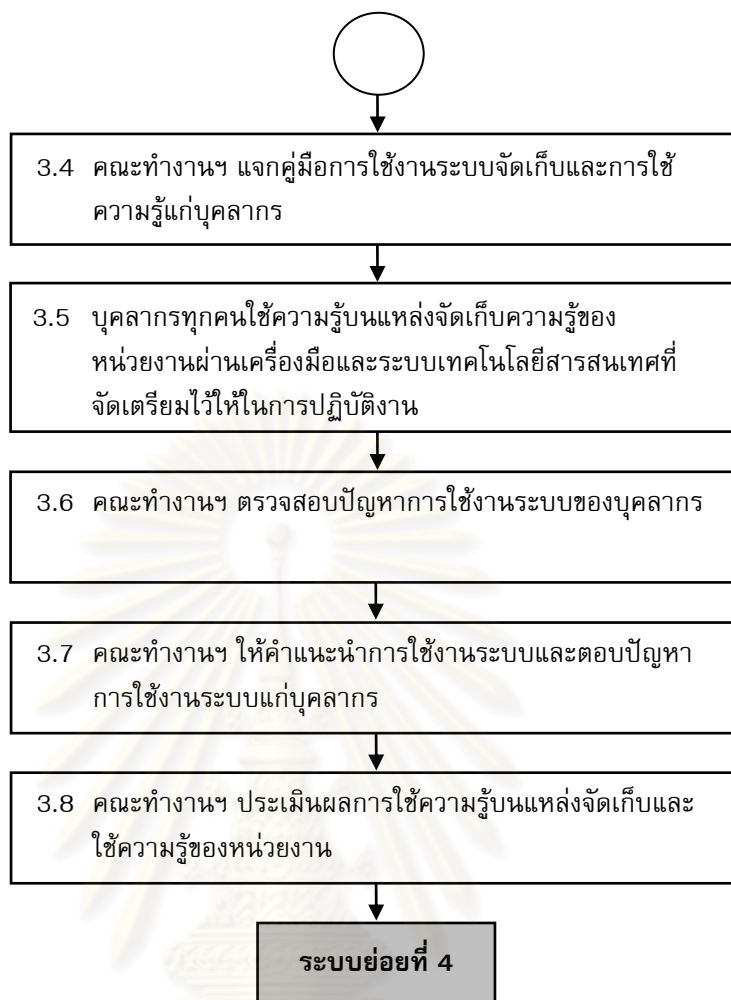 3.4 คณะทำงานฯ แจกคู่มือการใช้งานระบบจัดเก็บและการใช้
ความรู้แก่บุคลากร
3.5 บุคลากรทุกคนใช้ความรู้บนแหล่งจัดเก็บความรู้ของ
หน่วยงานผ่านเครื่องมือและระบบเทคโนโลยีสารสนเทศที่
จัดเตรียมไว้ให้ในการปฏิบัติงาน
3.6 คณะทำงานฯ ตรวจสอบปัญหาการใช้งานระบบของบุคลากร
3.7 คณะทำงานฯ ให้คำแนะนำการใช้งานระบบและตอบปัญหา
การใช้งานระบบแก่บุคลากร
3.8 คณะทำงานฯ ประเมินผลการใช้ความรู้บนแหล่งจัดเก็บและ
ใช้ความรู้ของหน่วยงาน
ระบบย่อยที่ 4